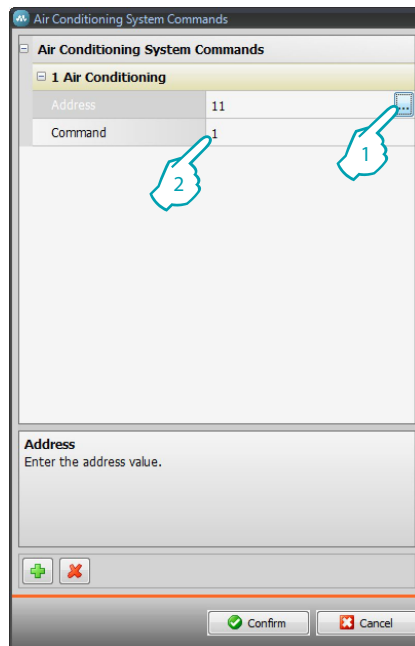 Air Conditioning System Commands
Air Conditioning System Commands
1 Air Conditioning
Address 11 ...
Command 1
1
2
Address
Enter the address value.
Confirm Cancel